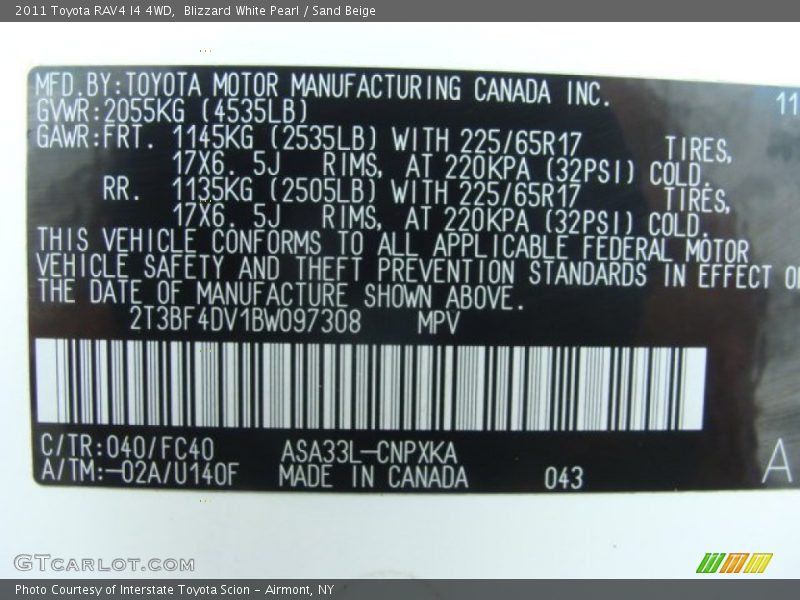 2011 Toyota RAV4 I4 4WD,  Blizzard White Pearl / Sand Beige
MFD.BY:TOYOTA MOTOR MANUFACTURING CANADA INC. 11
GVWR:2055KG (4535LB)
GAWR:FRT. 1145KG (2535LB) WITH 225/65R17 TIRES,
17X6. 5J RIMS, AT 220KPA (32PSI) COLD.
RR. 1135KG (2505LB) WITH 225/65R17 TIRES,
17X6. 5J RIMS, AT 220KPA (32PSI) COLD.
THIS VEHICLE CONFORMS TO ALL APPLICABLE FEDERAL MOTOR
VEHICLE SAFETY AND THEFT PREVENTION STANDARDS IN EFFECT
THE DATE OF MANUFACTURE SHOWN ABOVE.
2T3BF4DV1BW097308 MPV
C/TR:040/FC40 ASA33L-CNPXKA
A/TM:-02A/U140F MADE IN CANADA 043
A
GTCARLOT.COM
Photo Courtesy of Interstate Toyota Scion - Airmont, NY